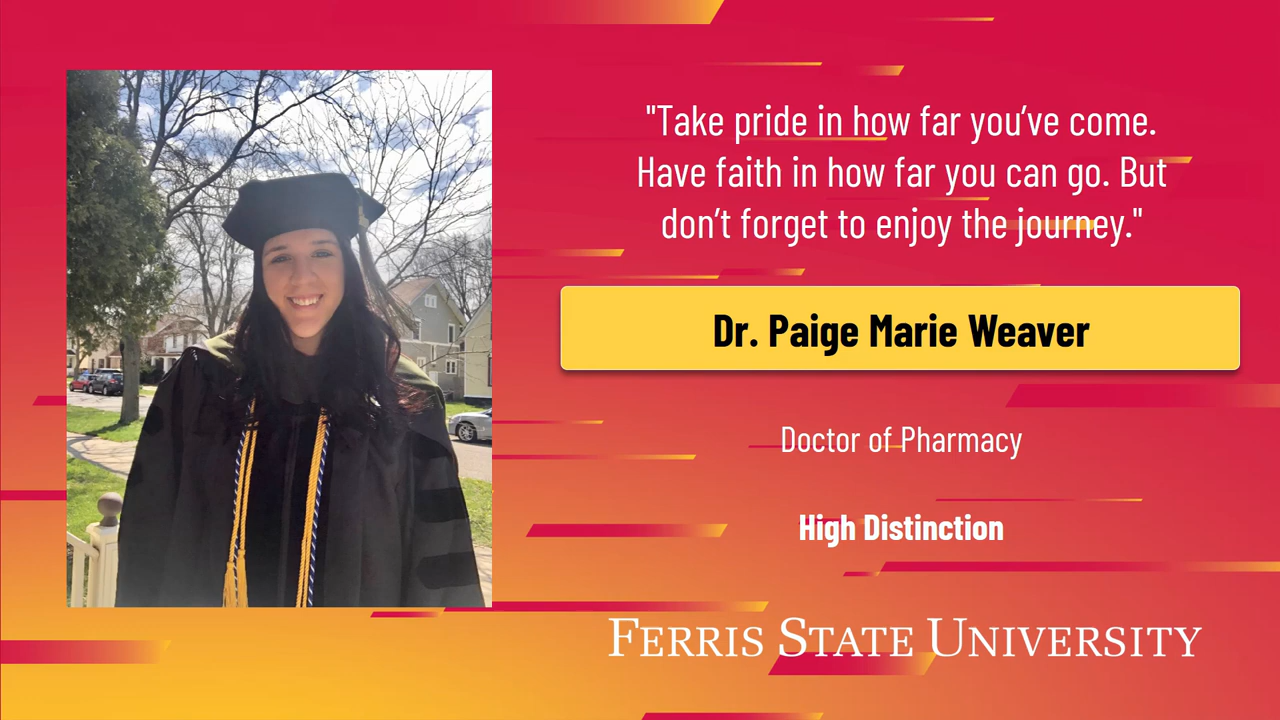 "Take pride in how far you’ve come.
Have faith in how far you can go. But
don’t forget to enjoy the journey."
Dr. Paige Marie Weaver
Doctor of Pharmacy
High Distinction
FERRIS STATE UNIVERSITY